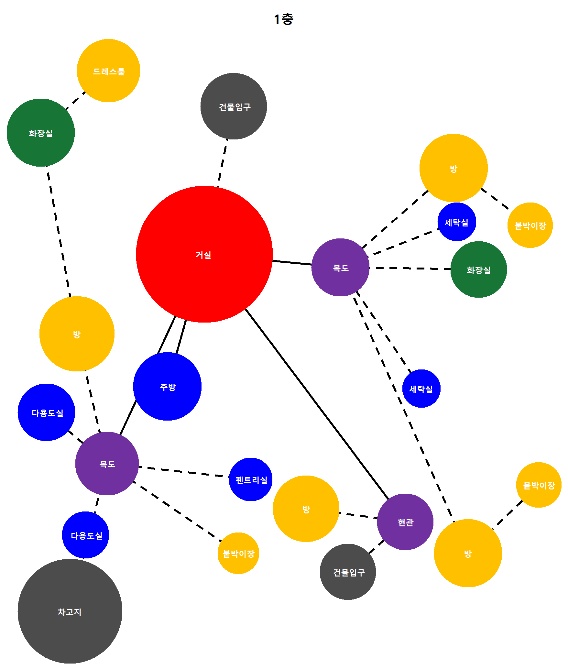 1층
드레스룸
건물입구
화장실
방
세탁실
붙박이장
거실
복도
화장실
방
주방
세탁실
다용도실
복도
펜트리실
붙박이장
방
현관
다용도실
붙박이장
방
건물입구
차고지